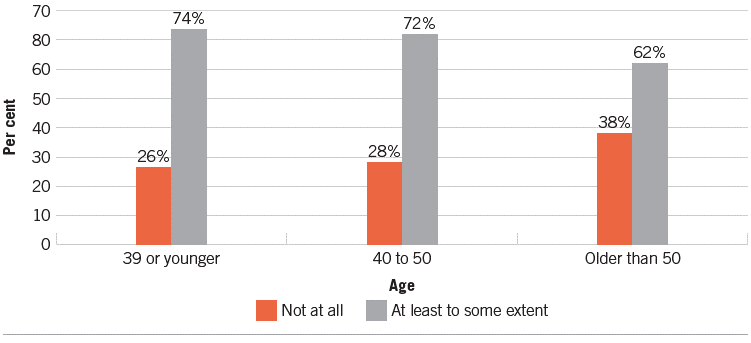 70
80
60
50
40
30
20
10
0
Per cent
74%
72%
62%
26%
28%
38%
39 or younger
40 to 50
Older than 50
Age
Not at all
At least to some extent